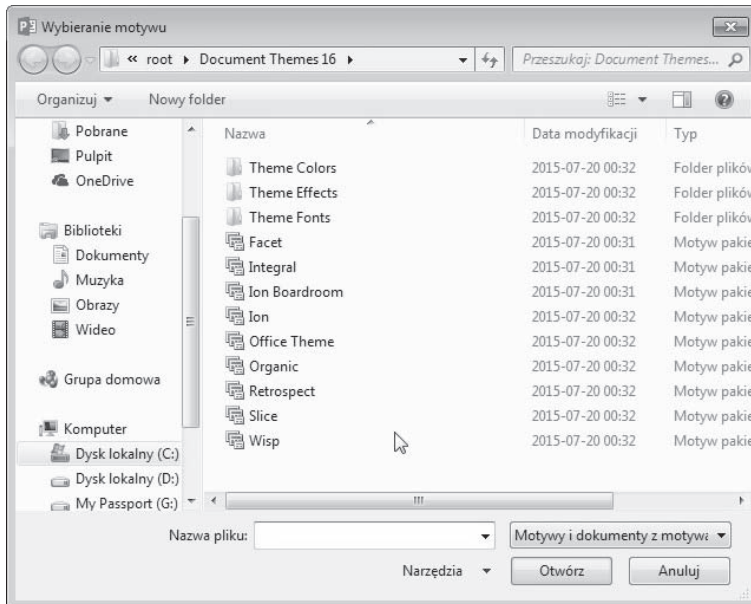 Wybieranie motywu
« root ▸ Document Themes 16 ▸
Przeszukaj: Document Themes...
Organizuj
Nowy folder
Pobrane
Pulpit
OneDrive
Biblioteki
Dokumenty
Muzyka
Obrazy
Wideo
Grupa domowa
Komputer
Dysk lokalny (C:)
Dysk lokalny (D:)
My Passport (G:)
Nazwa Data modyfikacji Typ
Theme Colors 2015-07-20 00:32 Folder plików
Theme Effects 2015-07-20 00:32 Folder plików
Theme Fonts 2015-07-20 00:32 Folder plików
Facet 2015-07-20 00:31 Motyw pakie
Integral 2015-07-20 00:31 Motyw pakie
Ion Boardroom 2015-07-20 00:31 Motyw pakie
Ion 2015-07-20 00:32 Motyw pakie
Office Theme 2015-07-20 00:32 Motyw pakie
Organic 2015-07-20 00:32 Motyw pakie
Retrospect 2015-07-20 00:32 Motyw pakie
Slice 2015-07-20 00:32 Motyw pakie
Wisp 2015-07-20 00:32 Motyw pakie
Nazwa pliku:
Motywy i dokumenty z motywa
Narzędzia
Otwórz
Anuluj